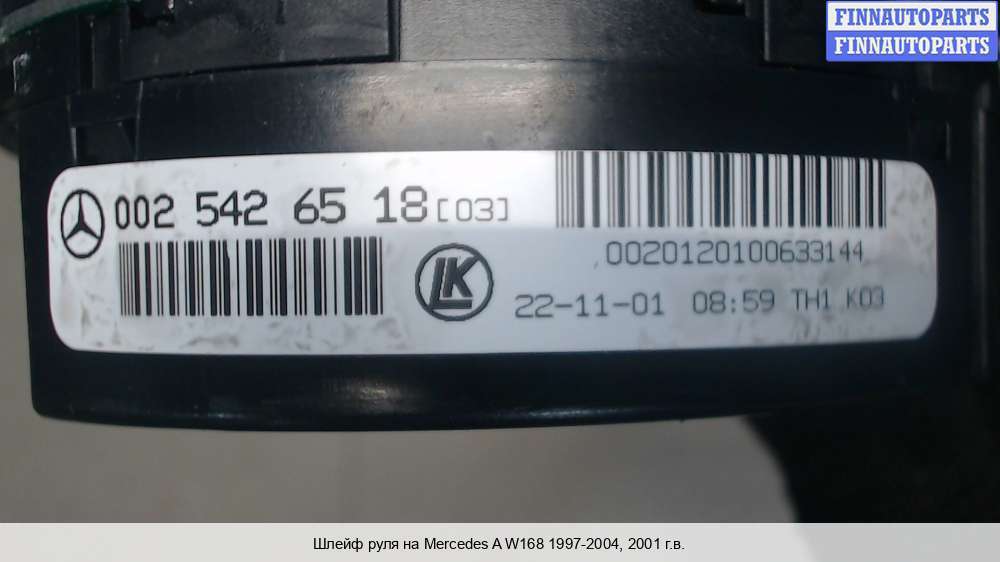 FINNAUTOPARTS
FINNAUTOPARTS
002 542 65 18 [03]
0020120100633144
LK
22-11-01 08:59 TH1 K03
Шлейф руля на Mercedes A W168 1997-2004, 2001 г.в.